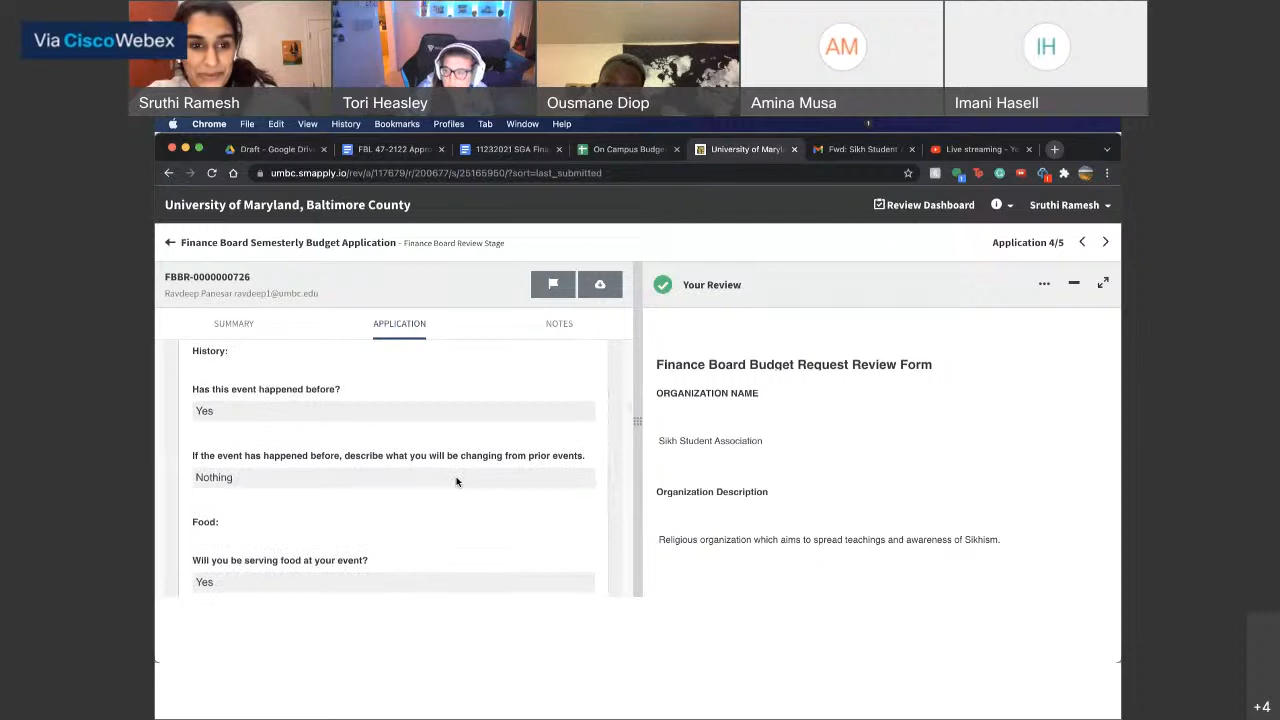 Via CiscoWebex
Sruthi Ramesh
Tori Heasley
Ousmane Diop
AM
Amina Musa
IH
Imani Hasell
Chrome File Edit View History Bookmarks Profiles Tab Window Help
Draft - Google Driv
FBL 47-2122 Appro
11232021 SGA Fina
On Campus Budge
University of Maryl
Fwd: Sikh Student A
Live streaming - Yo
umbc.smapply.io/rev/a/117679/r/200677/s/25165950/?sort=last_submitted
University of Maryland, Baltimore County
Review Dashboard
Sruthi Ramesh
Finance Board Semesterly Budget Application - Finance Board Review Stage
Application 4/5
FBBR-0000000726
Ravdeep Panesar ravdeep1@umbc.edu
Your Review
SUMMARY
APPLICATION
NOTES
History:
Has this event happened before?
Yes
If the event has happened before, describe what you will be changing from prior events.
Nothing
Food:
Will you be serving food at your event?
Yes
Finance Board Budget Request Review Form
ORGANIZATION NAME
Sikh Student Association
Organization Description
Religious organization which aims to spread teachings and awareness of Sikhism.
+4